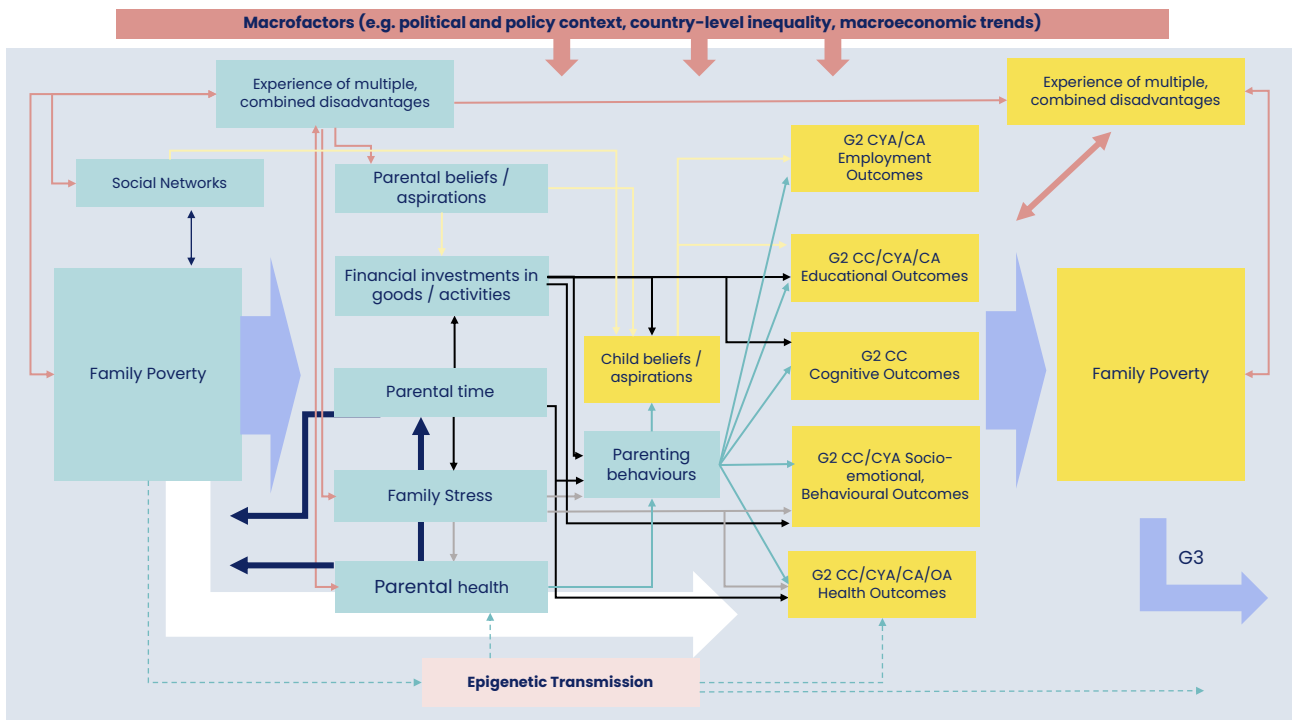 Macrofactors (e.g. political and policy context, country-level inequality, macroeconomic trends)
Experience of multiple,
combined disadvantages
Experience of multiple,
combined disadvantages
Social Networks
Parental beliefs /
aspirations
G2 CYA/CA
Employment
Outcomes
Family Poverty
Financial investments in
goods / activities
G2 CC/CYA/CA
Educational Outcomes
Parental time
Child beliefs /
aspirations
G2 CC
Cognitive Outcomes
Family Poverty
Family Stress
Parenting
behaviours
G2 CC/CYA Socio-
emotional,
Behavioural Outcomes
Parental health
G2 CC/CYA/CA/OA
Health Outcomes
G3
Epigenetic Transmission